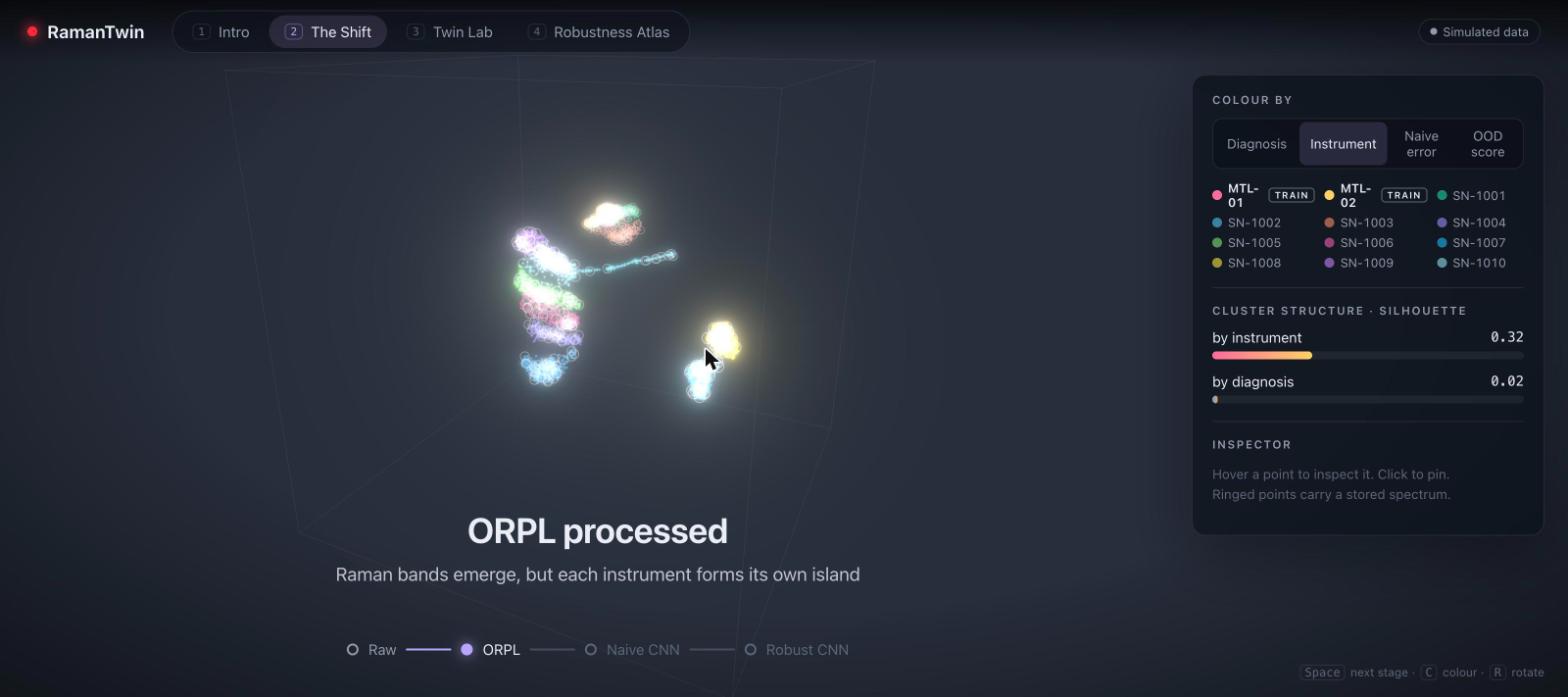 RamanTwin
1 Intro
2 The Shift
3 Twin Lab
4 Robustness Atlas
Simulated data
COLOUR BY
Diagnosis
Instrument
Naive
error
OOD
score
MTL-
01
TRAIN
MTL-
02
TRAIN
SN-1001
SN-1002
SN-1003
SN-1004
SN-1005
SN-1006
SN-1007
SN-1008
SN-1009
SN-1010
CLUSTER STRUCTURE · SILHOUETTE
by instrument 0.32
by diagnosis 0.02
INSPECTOR
Hover a point to inspect it. Click to pin.
Ringed points carry a stored spectrum.
ORPL processed
Raman bands emerge, but each instrument forms its own island
Raw
ORPL
Naive CNN
Robust CNN
Space next stage · C colour · R rotate